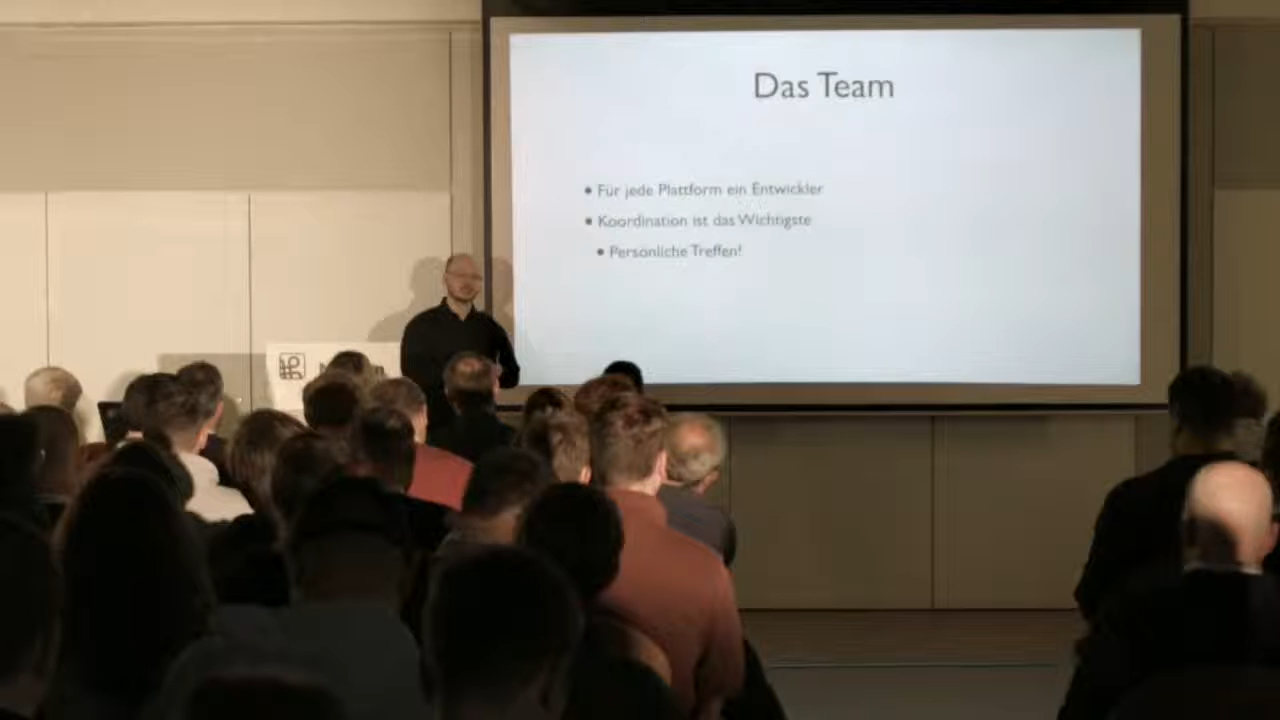 Das Team
• Für jede Plattform ein Entwickler
• Koordination ist das Wichtigste
• Persönliche Treffen!